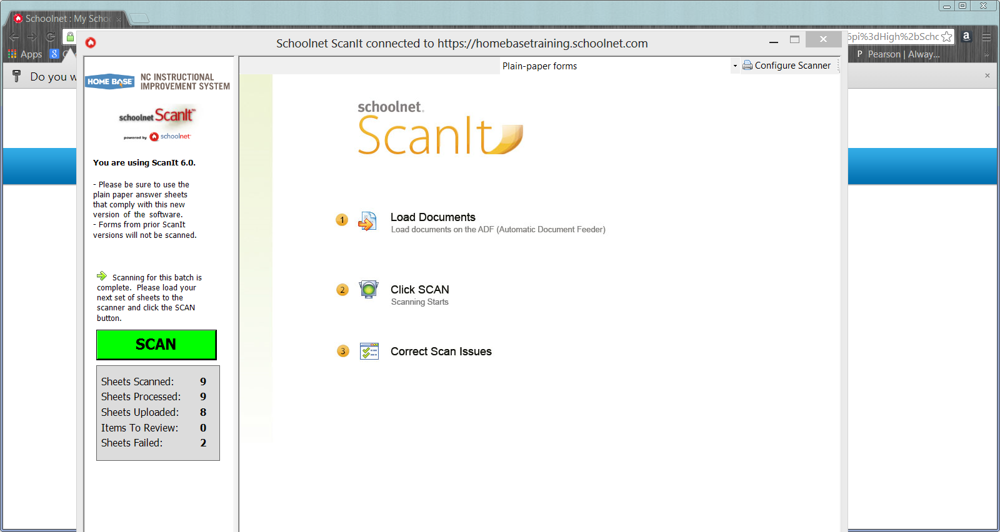 Schoolnet : My Schoo
6pi%3dHigh%2bScho
Apps
Pearson | Alway...
Do you w
Schoolnet ScanIt connected to https://homebasetraining.schoolnet.com
Plain-paper forms
Configure Scanner
HOME BASE
NC INSTRUCTIONAL
IMPROVEMENT SYSTEM
schoolnet ScanIt™
powered by schoolnet
You are using ScanIt 6.0.
- Please be sure to use the
plain paper answer sheets
that comply with this new
version of the software.
- Forms from prior ScanIt
versions will not be scanned.
Scanning for this batch is
complete. Please load your
next set of sheets to the
scanner and click the SCAN
button.
SCAN
Sheets Scanned: 9
Sheets Processed: 9
Sheets Uploaded: 8
Items To Review: 0
Sheets Failed: 2
schoolnet.
ScanIt
1
Load Documents
Load documents on the ADF (Automatic Document Feeder)
2
Click SCAN
Scanning Starts
3
Correct Scan Issues